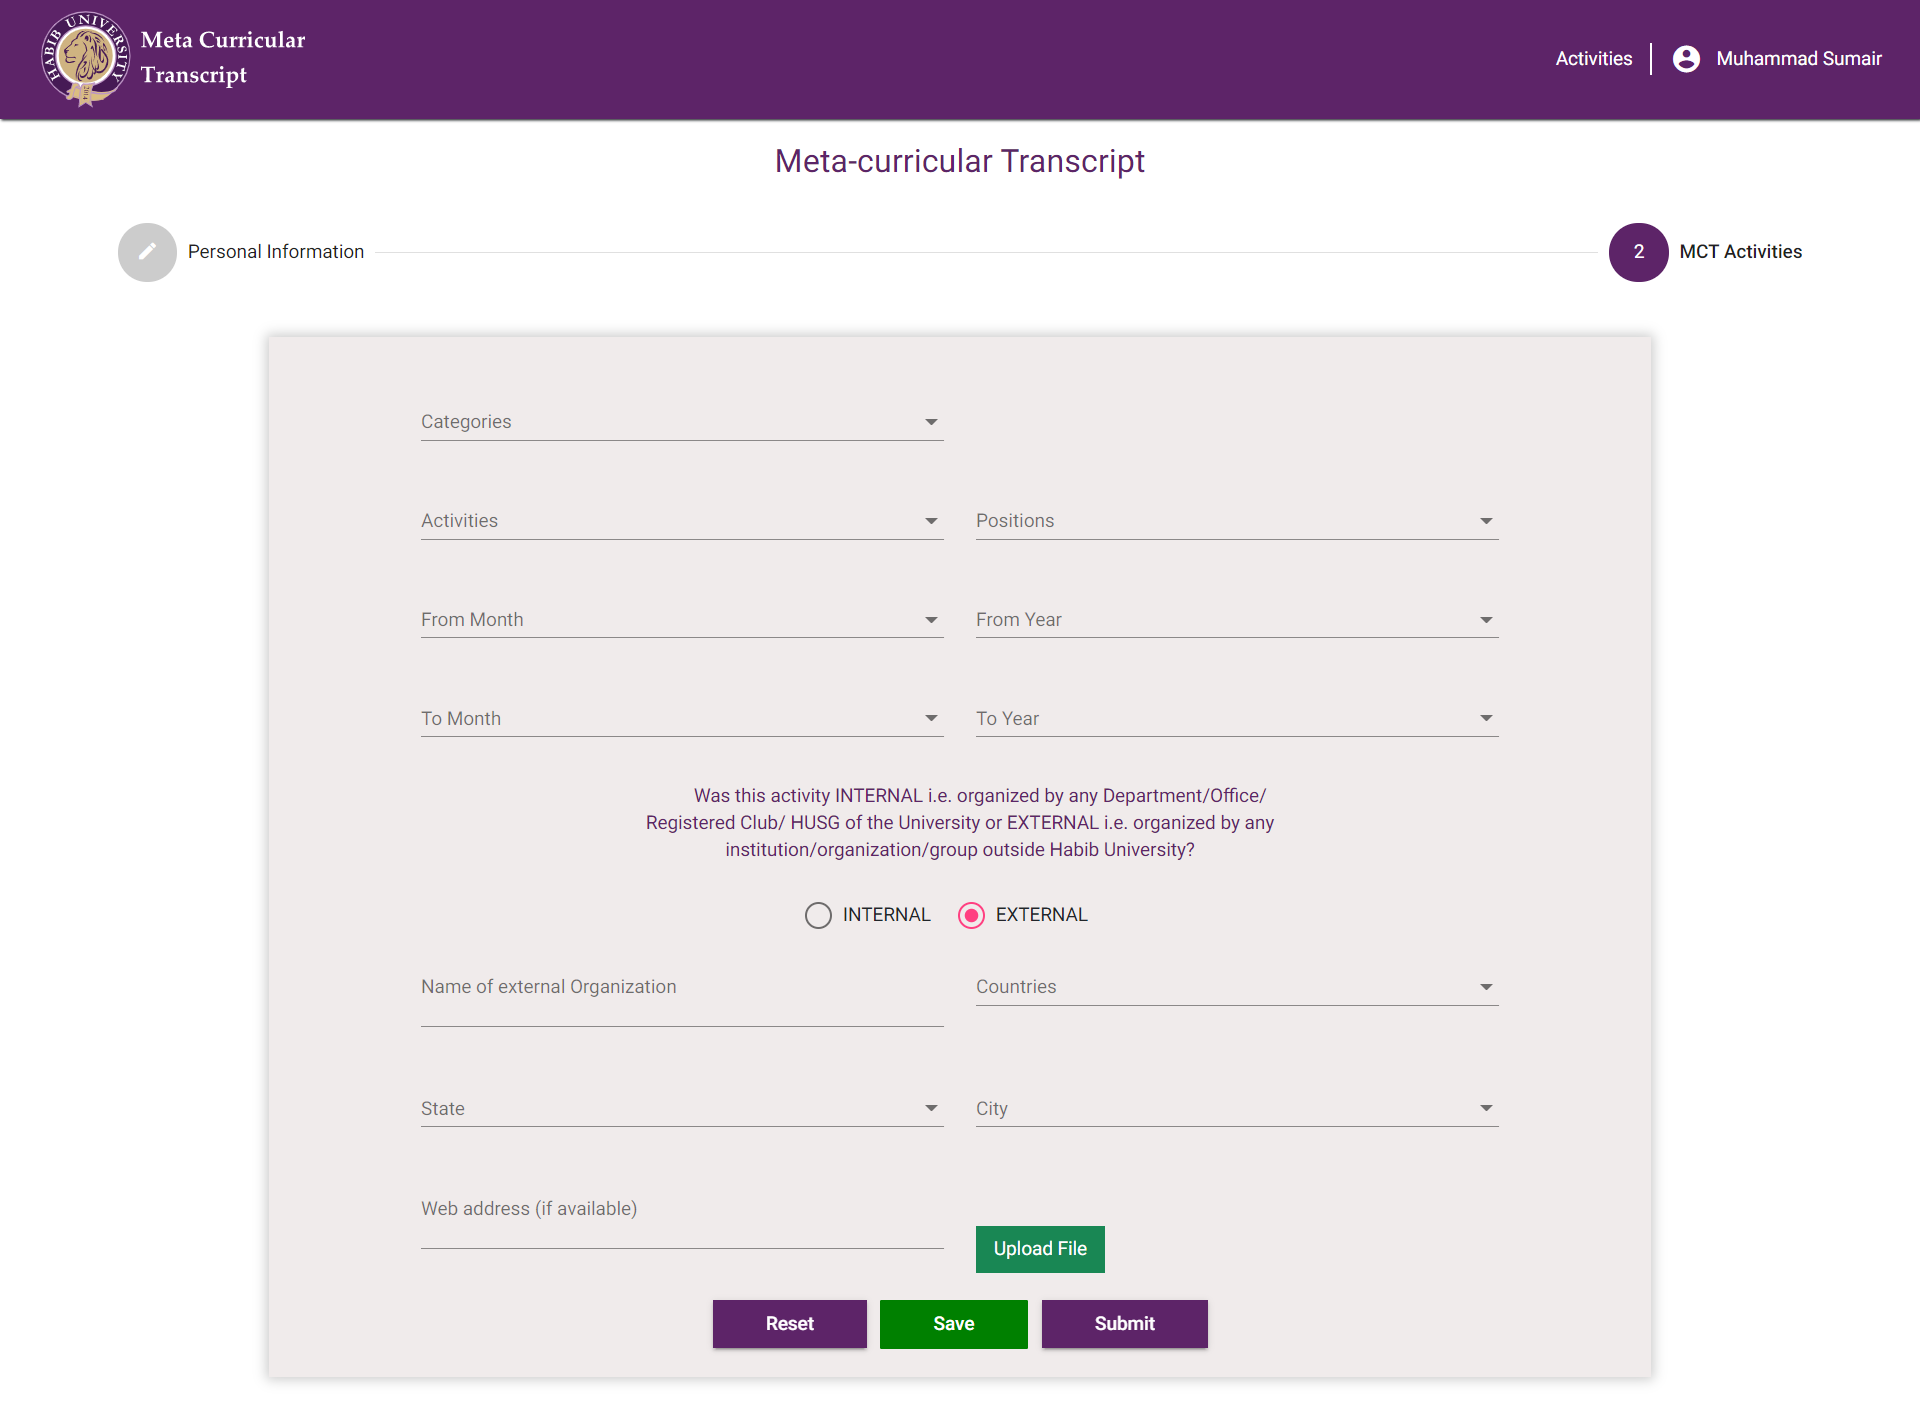 HABIB UNIVERSITY
Meta Curricular
Transcript
Activities
Muhammad Sumair
Meta-curricular Transcript
Personal Information
2
MCT Activities
Categories
Activities
Positions
From Month
From Year
To Month
To Year
Was this activity INTERNAL i.e. organized by any Department/Office/
Registered Club/ HUSG of the University or EXTERNAL i.e. organized by any
institution/organization/group outside Habib University?
INTERNAL
EXTERNAL
Name of external Organization
Countries
State
City
Web address (if available)
Upload File
Reset
Save
Submit